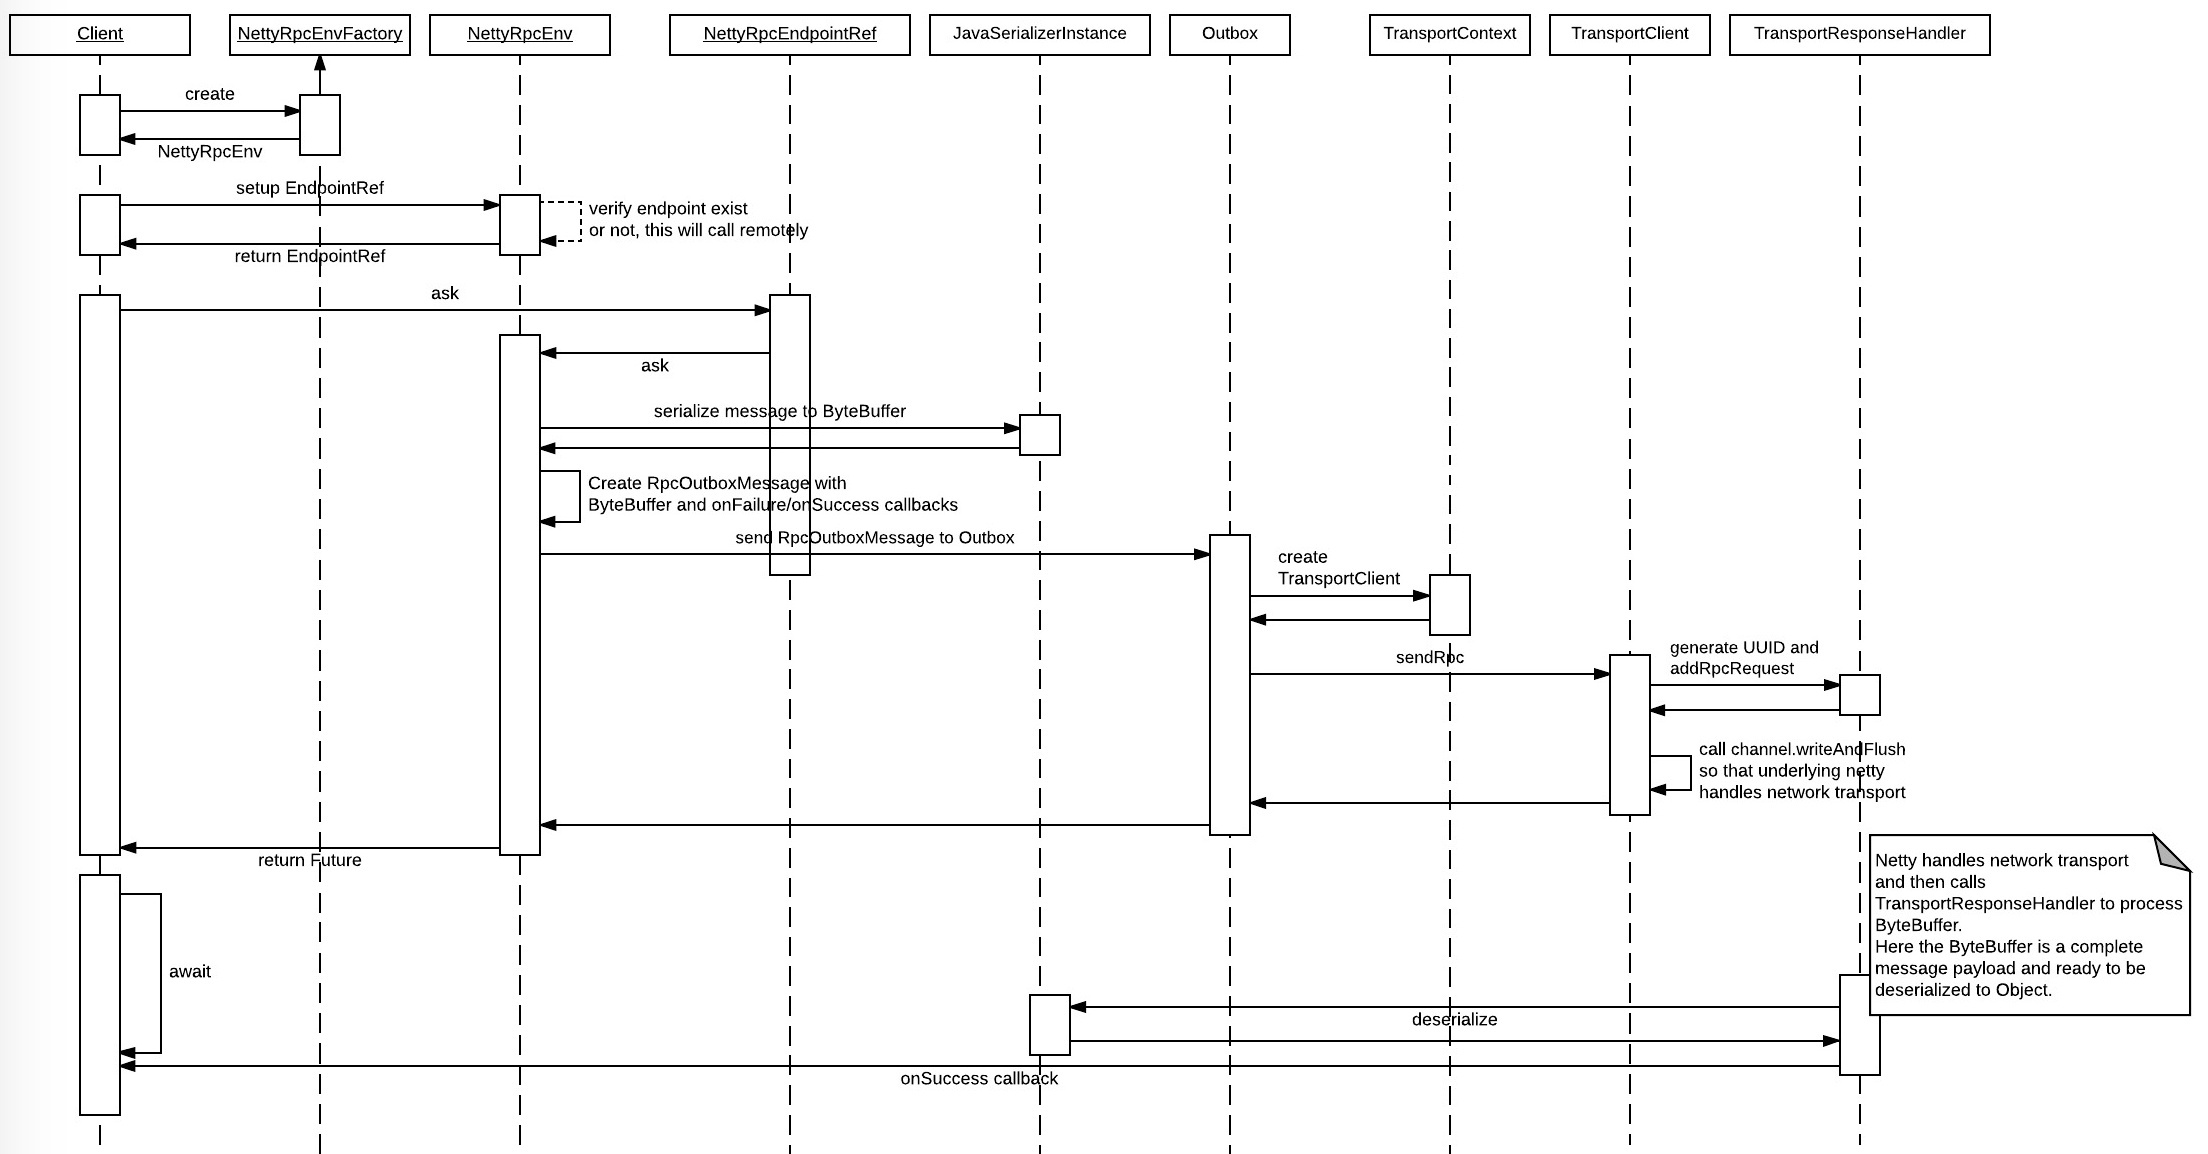 Client
NettyRpcEnvFactory
NettyRpcEnv
NettyRpcEndpointRef
JavaSerializerInstance
Outbox
TransportContext
TransportClient
TransportResponseHandler
create
NettyRpcEnv
setup EndpointRef
verify endpoint exist
or not, this will call remotely
return EndpointRef
ask
ask
serialize message to ByteBuffer
Create RpcOutboxMessage with
ByteBuffer and onFailure/onSuccess callbacks
send RpcOutboxMessage to Outbox
create
TransportClient
sendRpc
generate UUID and
addRpcRequest
call channel.writeAndFlush
so that underlying netty
handles network transport
return Future
Netty handles network transport
and then calls
TransportResponseHandler to process
ByteBuffer.
Here the ByteBuffer is a complete
message payload and ready to be
deserialized to Object.
await
deserialize
onSuccess callback